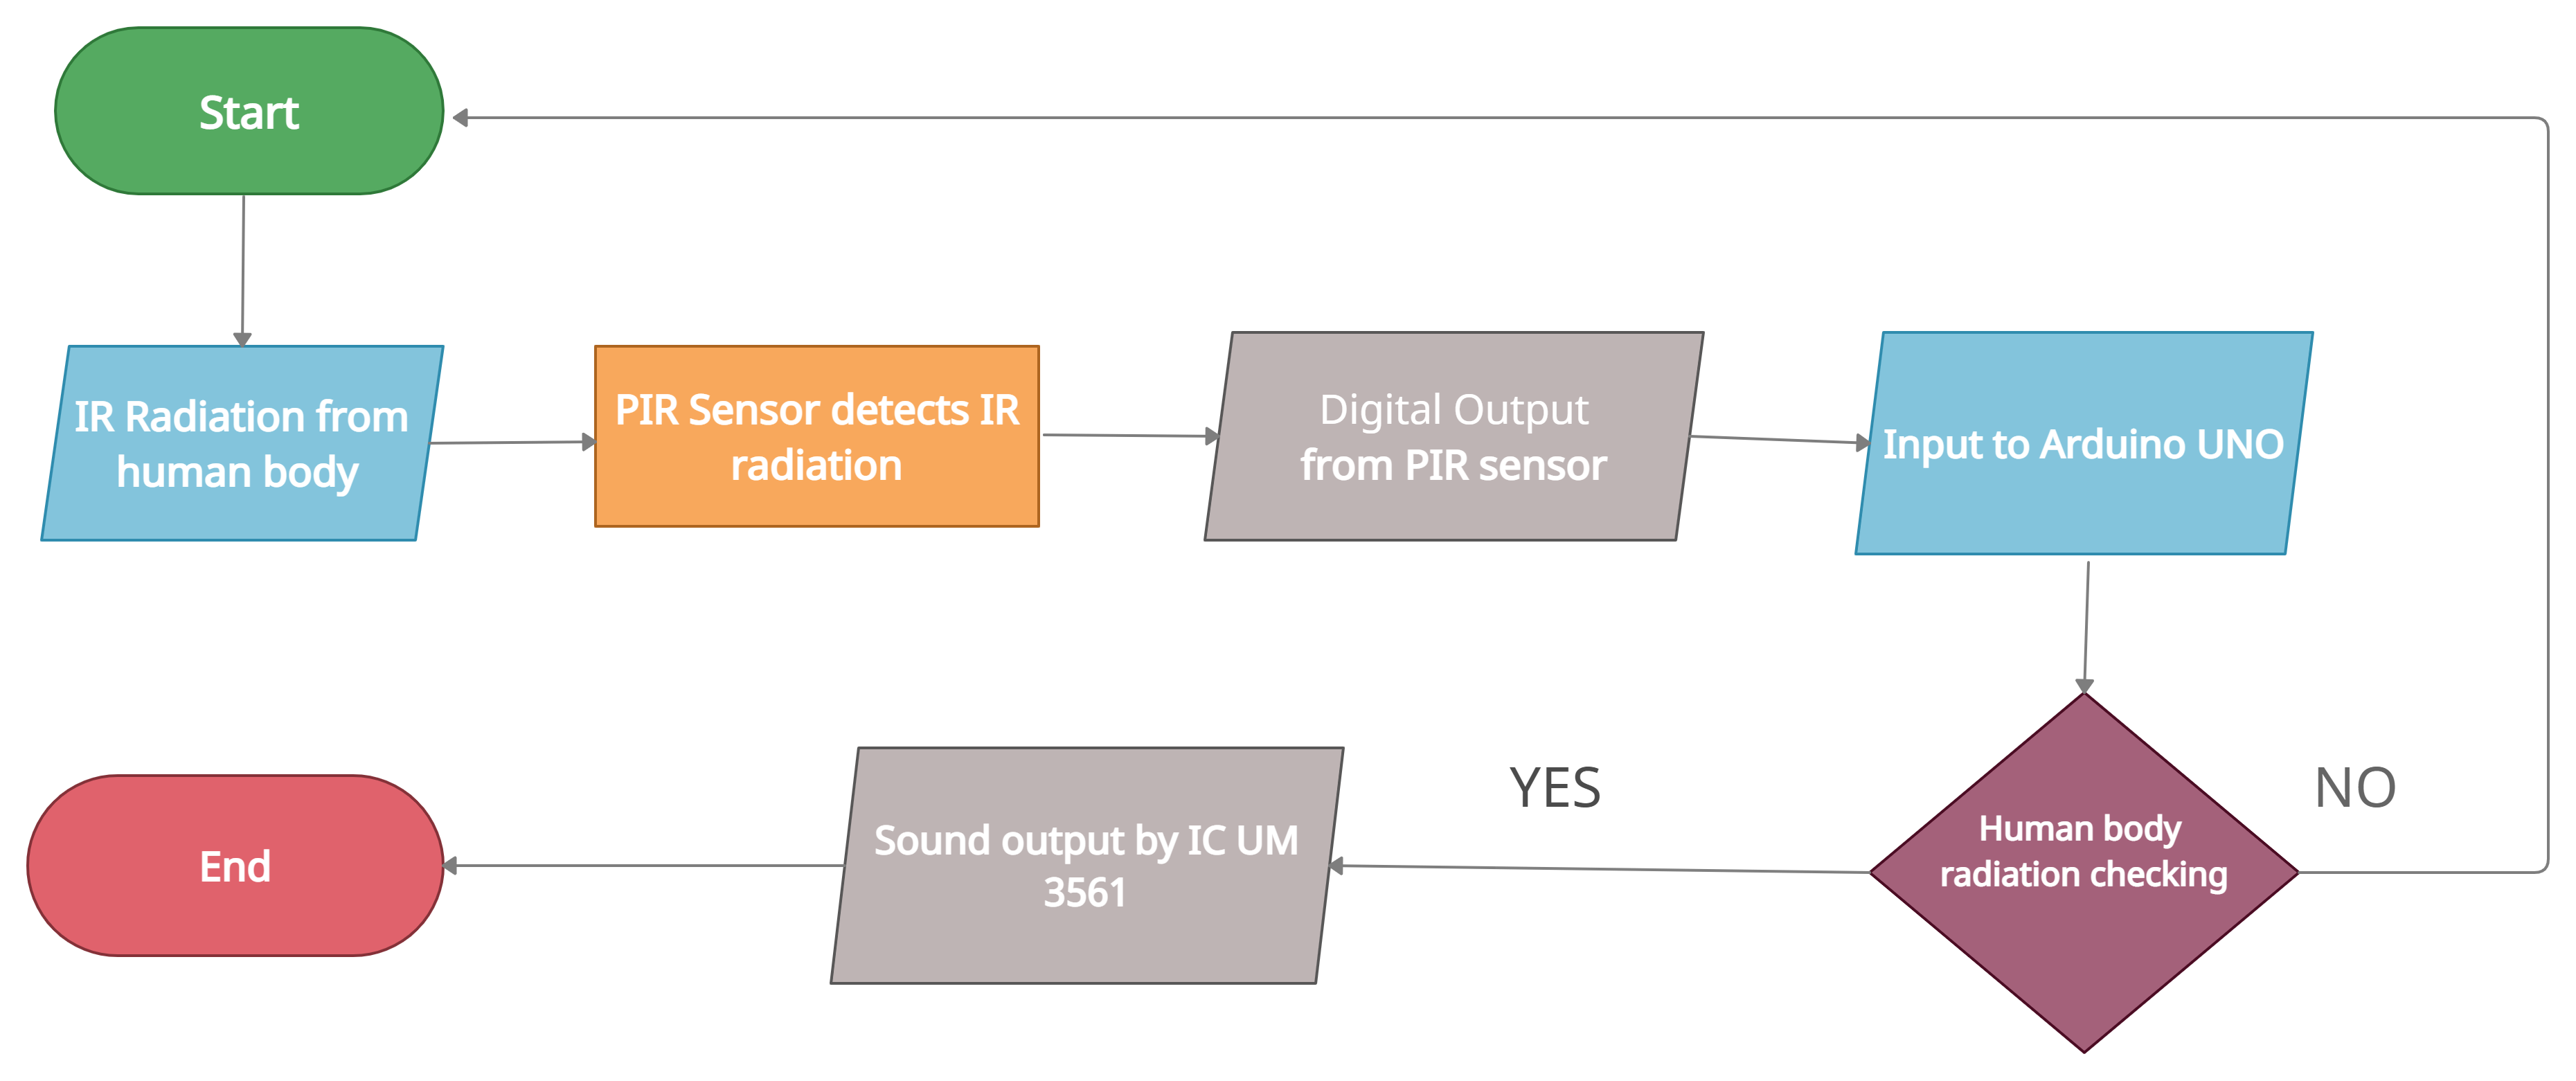 Start
IR Radiation from
human body
PIR Sensor detects IR
radiation
Digital Output
from PIR sensor
Input to Arduino UNO
Human body
radiation checking
YES
NO
Sound output by IC UM
3561
End